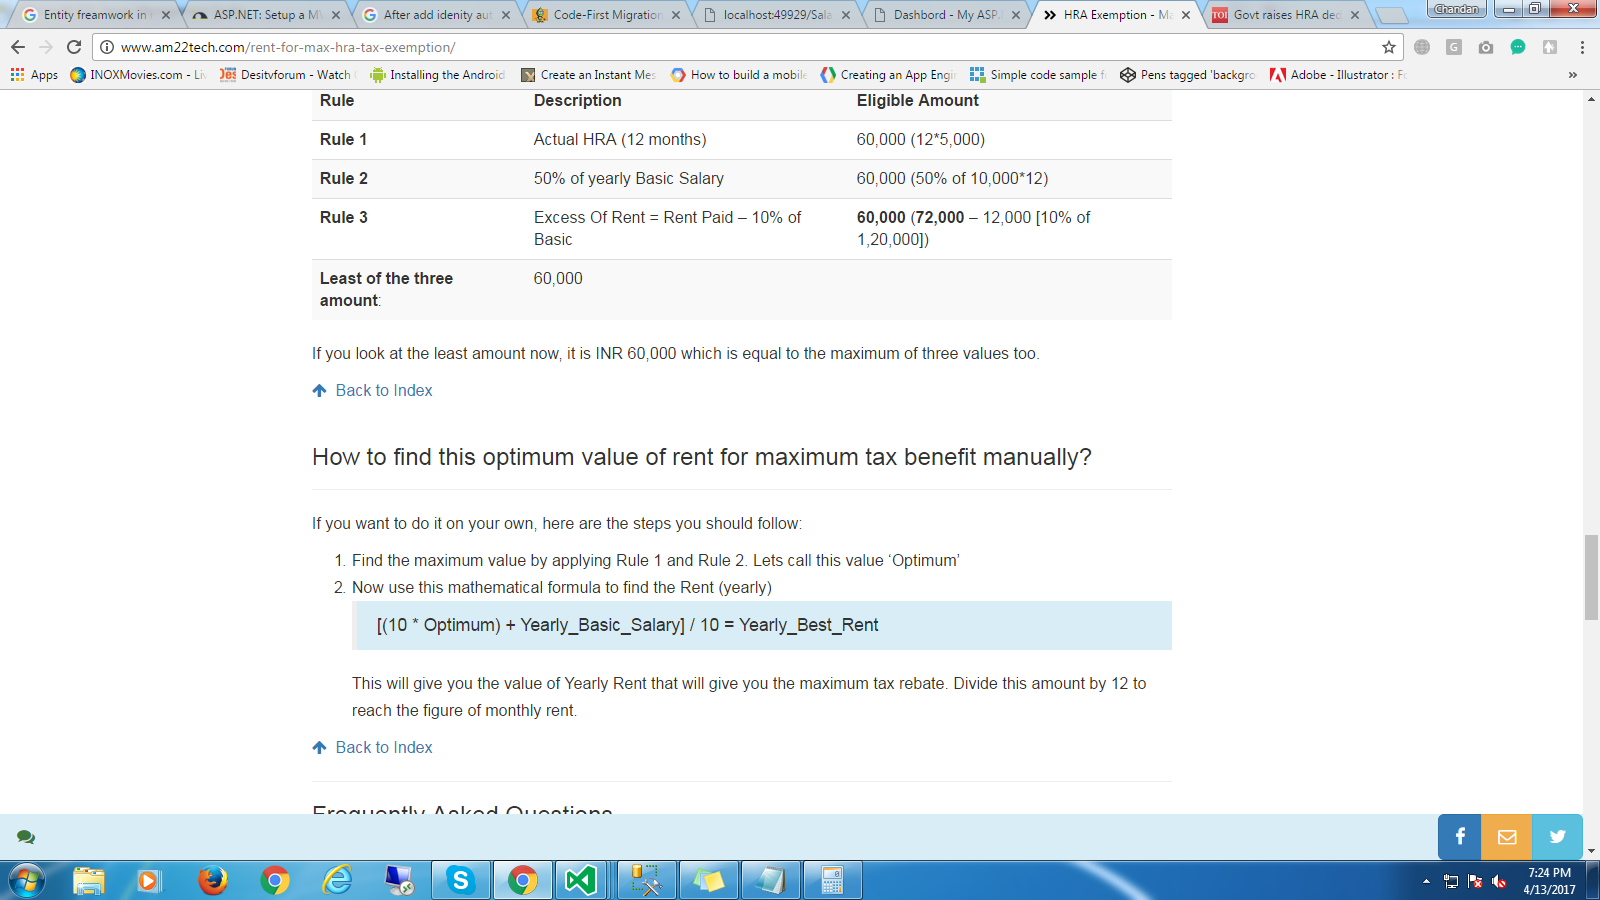 Entity freamwork in
ASP.NET: Setup a MV
After add idenity aut
Code-First Migration
localhost:49929/Sala
Dashbord - My ASP.
HRA Exemption - Ma
TOI Govt raises HRA ded
Chandan
www.am22tech.com/rent-for-max-hra-tax-exemption/
Apps
INOXMovies.com - Liv
Desitvforum - Watch
Installing the Android
Create an Instant Mes
How to build a mobile
Creating an App Engi
Simple code sample f
Pens tagged 'backgro
Adobe - Illustrator : Fo
»
Rule Description Eligible Amount
Rule 1 Actual HRA (12 months) 60,000 (12*5,000)
Rule 2 50% of yearly Basic Salary 60,000 (50% of 10,000*12)
Rule 3 Excess Of Rent = Rent Paid – 10% of 60,000 (72,000 – 12,000 [10% of
Basic 1,20,000])
Least of the three 60,000
amount:
If you look at the least amount now, it is INR 60,000 which is equal to the maximum of three values too.
Back to Index
How to find this optimum value of rent for maximum tax benefit manually?
If you want to do it on your own, here are the steps you should follow:
1. Find the maximum value by applying Rule 1 and Rule 2. Lets call this value ‘Optimum’
2. Now use this mathematical formula to find the Rent (yearly)
[(10 * Optimum) + Yearly_Basic_Salary] / 10 = Yearly_Best_Rent
This will give you the value of Yearly Rent that will give you the maximum tax rebate. Divide this amount by 12 to
reach the figure of monthly rent.
Back to Index
Frequently Asked Questions
7:24 PM
4/13/2017